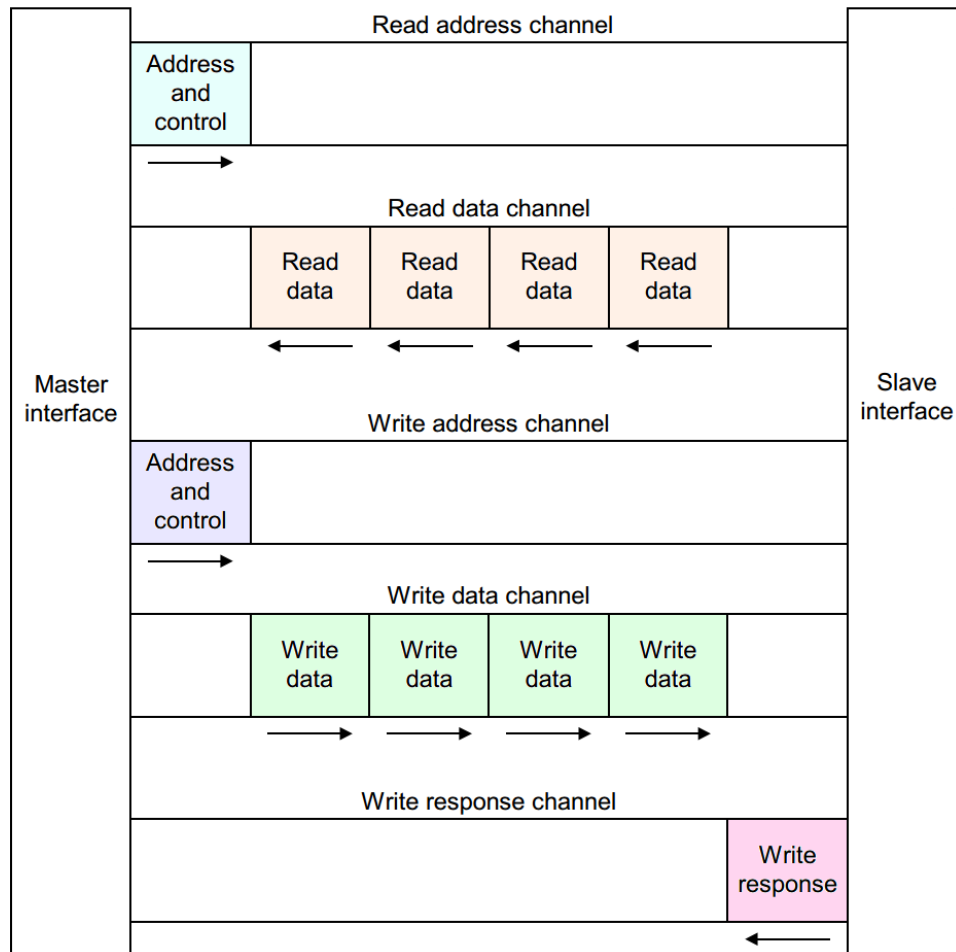 Read address channel
Address
and
control
Read data channel
Read
data
Read
data
Read
data
Read
data
Master
interface
Slave
interface
Write address channel
Address
and
control
Write data channel
Write
data
Write
data
Write
data
Write
data
Write response channel
Write
response